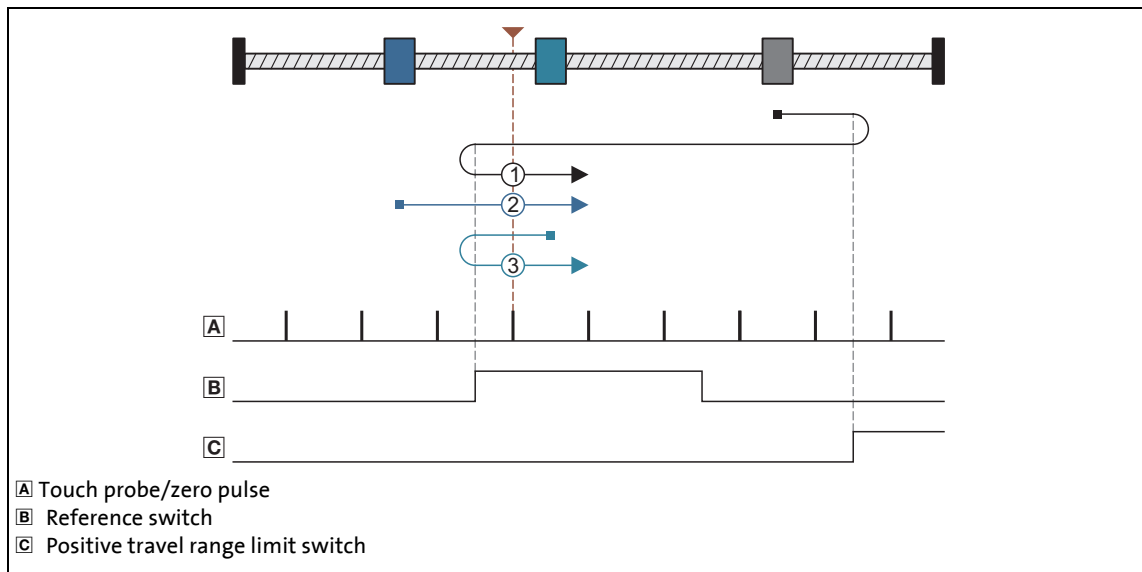 1
2
3
A
B
C
A Touch probe/zero pulse
B Reference switch
C Positive travel range limit switch